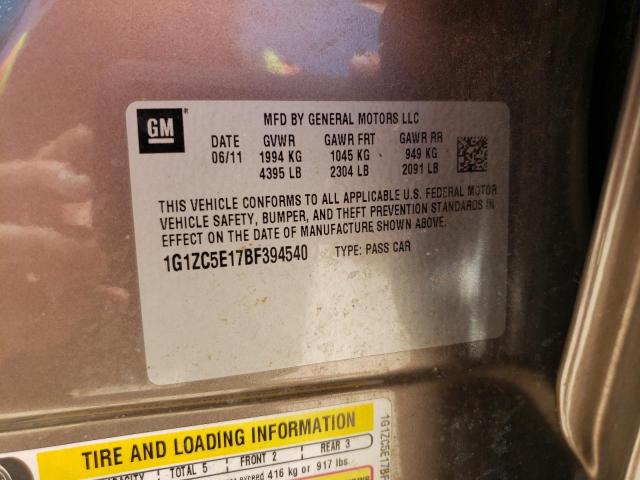 GM
MFD BY GENERAL MOTORS LLC
DATE GVWR GAWR FRT GAWR RR
06/11 1994 KG 1045 KG 949 KG
4395 LB 2304 LB 2091 LB
THIS VEHICLE CONFORMS TO ALL APPLICABLE U.S. FEDERAL MOTOR
VEHICLE SAFETY, BUMPER, AND THEFT PREVENTION STANDARDS IN
EFFECT ON THE DATE OF MANUFACTURE SHOWN ABOVE.
1G1ZC5E17BF394540 TYPE: PASS CAR
TIRE AND LOADING INFORMATION
TOTAL 5 FRONT 2 REAR 3
exceed 416 kg or 917 lbs.
1G1ZC5E17BF